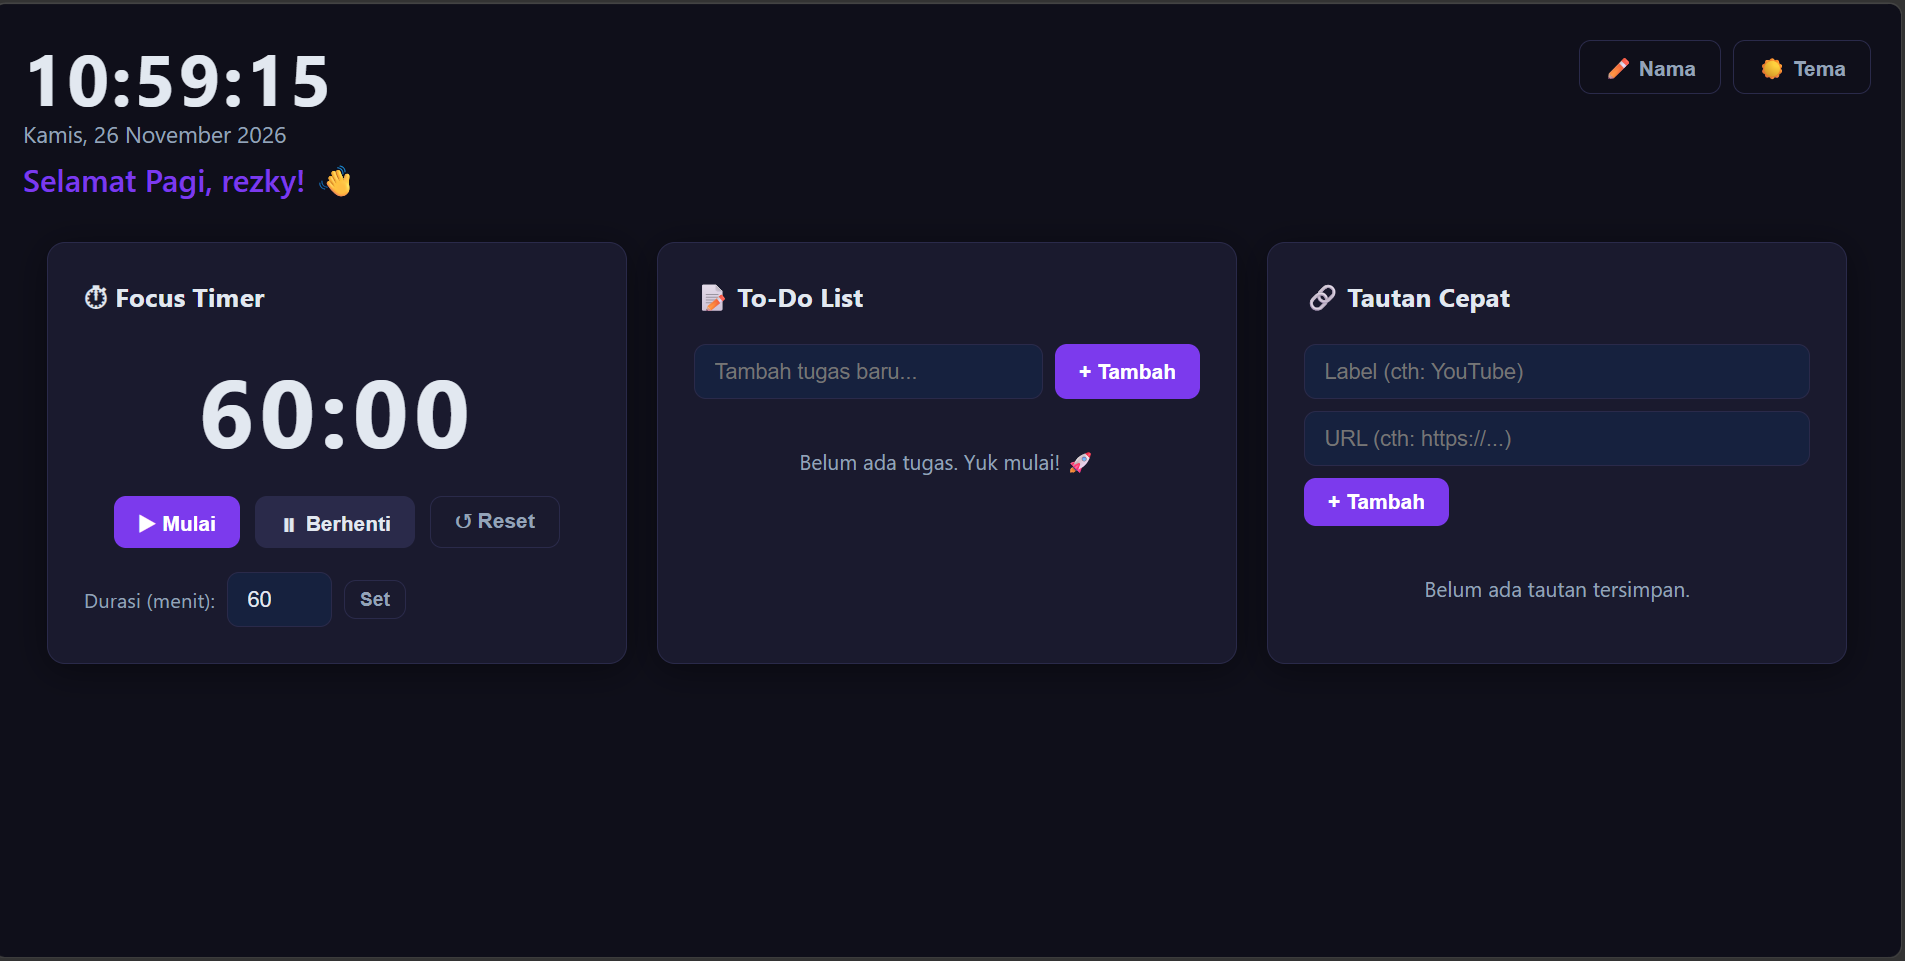 10:59:15
Kamis, 26 November 2026
Selamat Pagi, rezky! 👋
✏️ Nama
☀️ Tema
⏱ Focus Timer
60:00
▶ Mulai
⏸ Berhenti
↺ Reset
Durasi (menit): 60 Set
📝 To-Do List
Tambah tugas baru...
+ Tambah
Belum ada tugas. Yuk mulai! 🚀
🔗 Tautan Cepat
Label (cth: YouTube)
URL (cth: https://...)
+ Tambah
Belum ada tautan tersimpan.